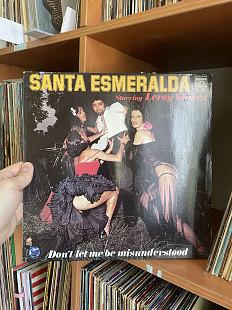 SANTA ESMERALDA
Starring Leroy Gomez
Don't let me be misunderstood